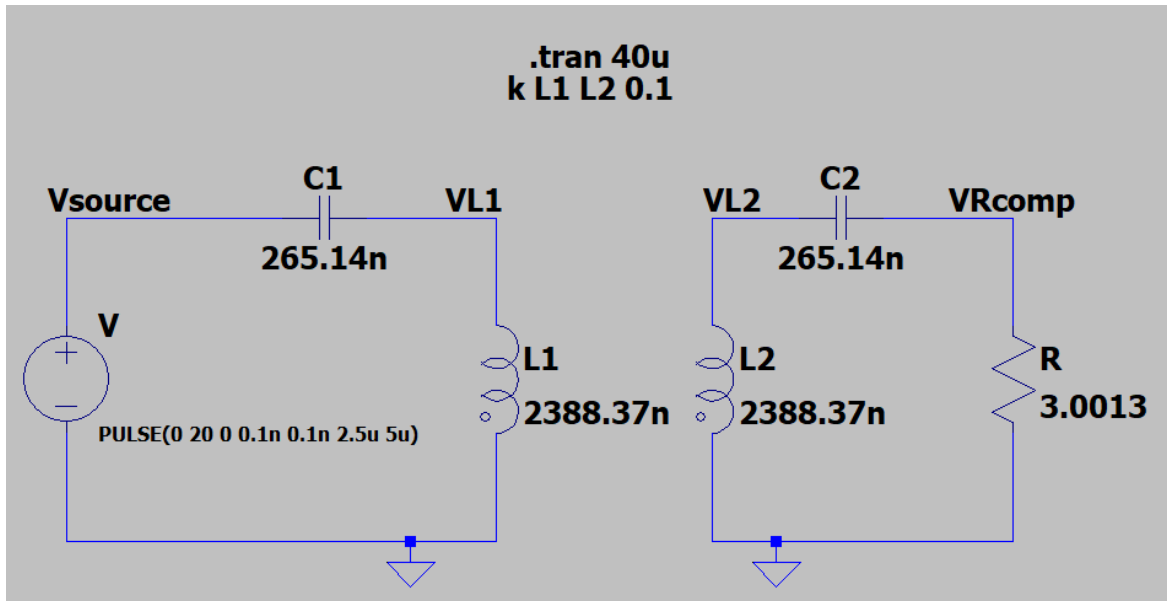 .tran 40u
k L1 L2 0.1
C1
C2
Vsource
VL1
VL2
VRcomp
265.14n
265.14n
V
L1
L2
R
2388.37n
2388.37n
3.0013
PULSE(0 20 0 0.1n 0.1n 2.5u 5u)